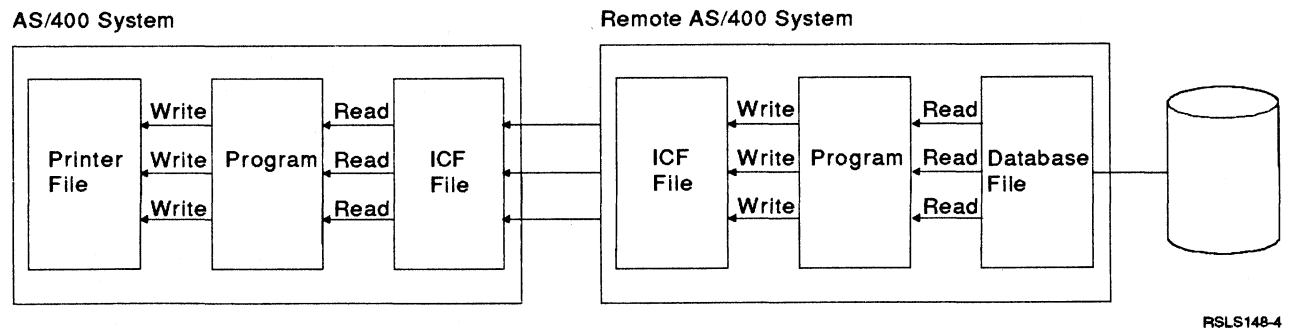 AS/400 System
Remote AS/400 System
Write
Read
Write
Read
Printer
File
Write
Program
Read
ICF
File
ICF
File
Write
Program
Read
Database
File
Write
Read
Write
Read
RSLS148-4